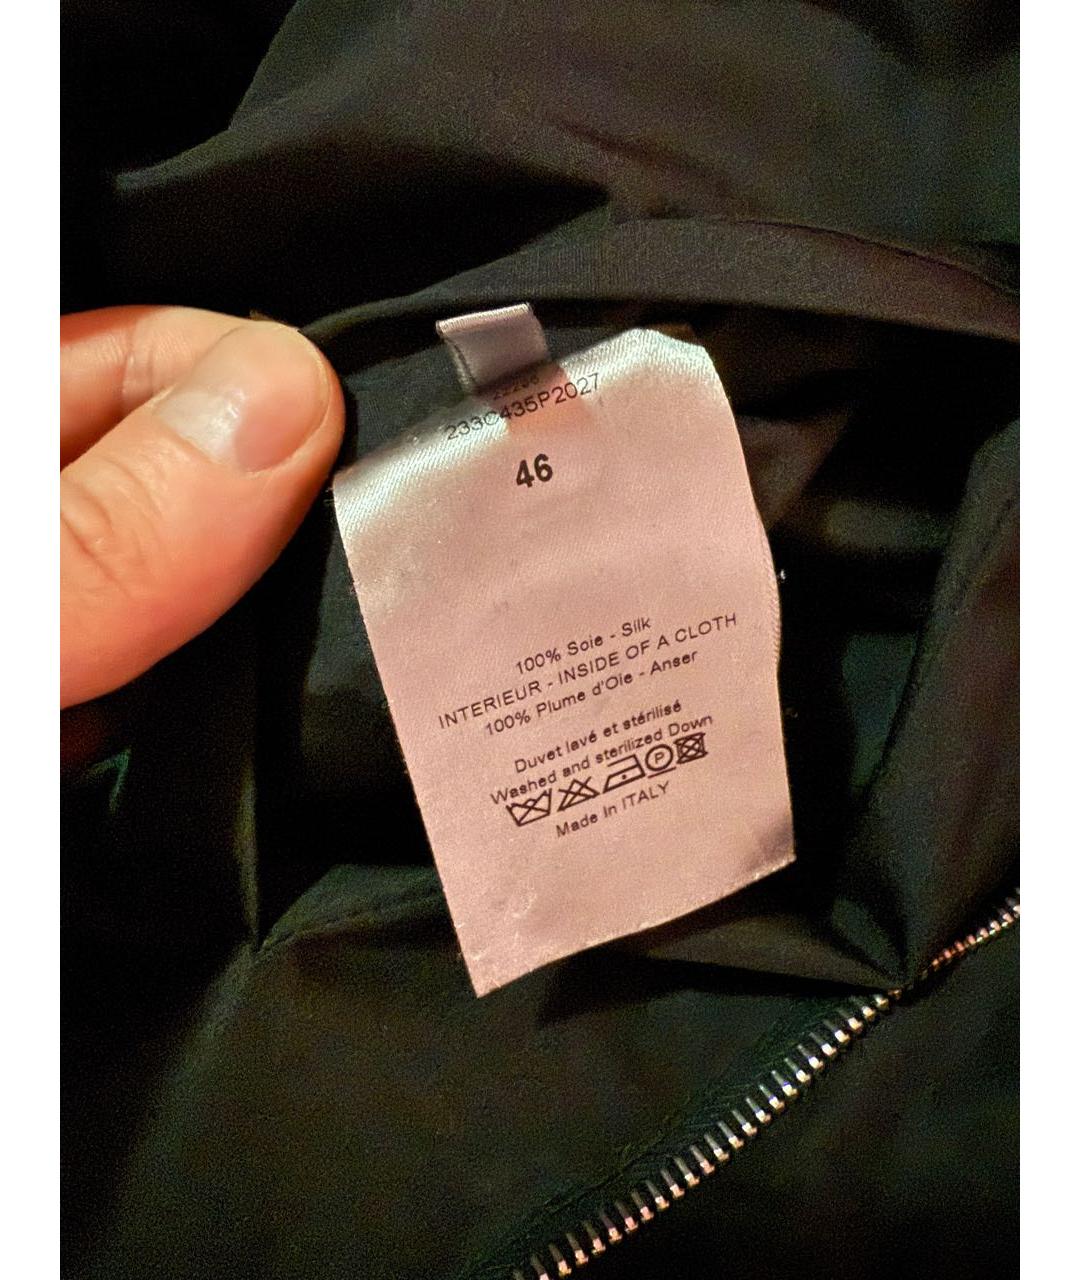 233C435P2027
46
100% Soie - Silk
INTERIEUR - INSIDE OF A CLOTH
100% Plume d'Oie - Anser
Duvet lavé et stérilisé
Washed and sterilized Down
P
Made In ITALY